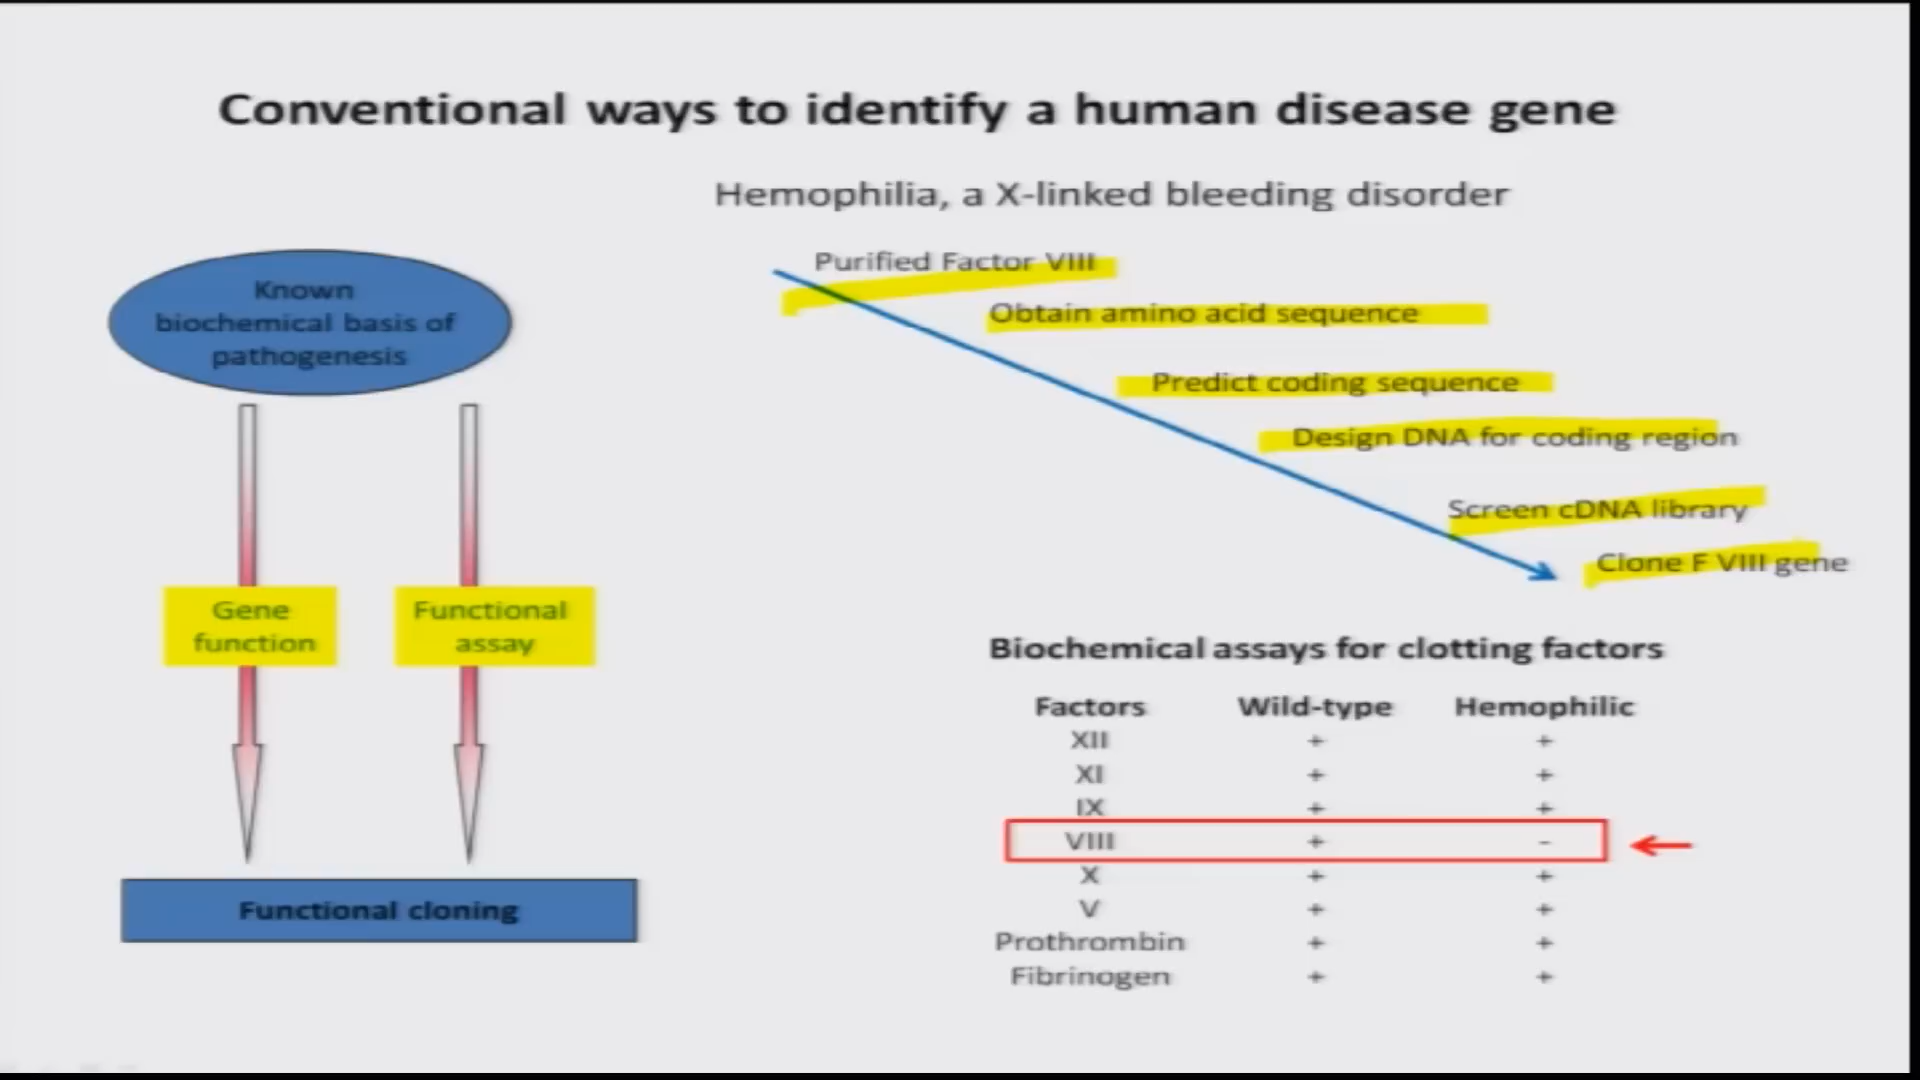 Conventional ways to identify a human disease gene
Hemophilia, a X-linked bleeding disorder
Known
biochemical basis of
pathogenesis
Gene
function
Functional
assay
Functional cloning
Purified Factor VIII
Obtain amino acid sequence
Predict coding sequence
Design DNA for coding region
Screen cDNA library
Clone F VIII gene
Biochemical assays for clotting factors
Factors Wild-type Hemophilic
XII + +
XI + +
IX + +
VIII + -
X + +
V + +
Prothrombin + +
Fibrinogen + +